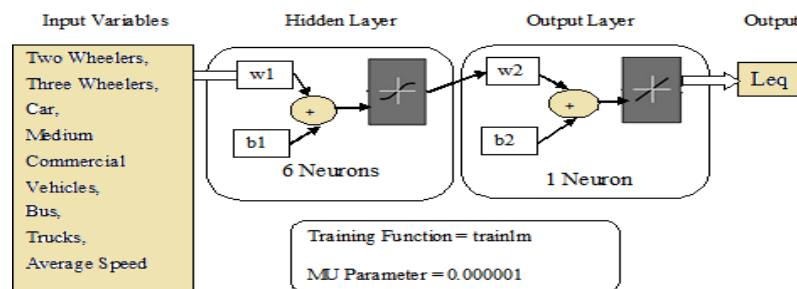 Input Variables
Hidden Layer
Output Layer
Output
Two Wheelers,
Three Wheelers,
Car,
Medium
Commercial
Vehicles,
Bus,
Trucks,
Average Speed
w1
+
b1
6 Neurons
w2
+
b2
1 Neuron
Leq
Training Function = trainlm
MU Parameter = 0.000001